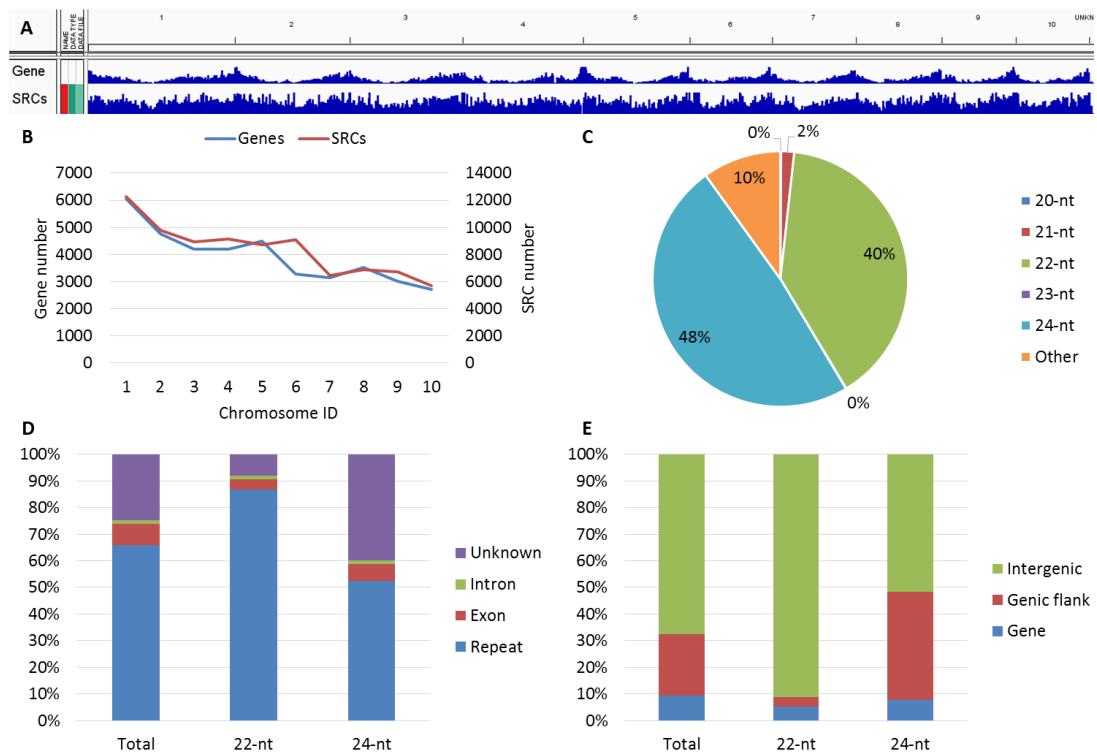 A
NAME
DATA TYPE
DATA FILE
1 2 3 4 5 6 7 8 9 10 UNKN
Gene
SRCs
B
Genes SRCs
7000 14000
6000 12000
5000 10000
4000 8000
3000 6000
2000 4000
1000 2000
0 0
Gene number
SRC number
1 2 3 4 5 6 7 8 9 10
Chromosome ID
C
0% 2%
10%
40%
48%
0%
20-nt
21-nt
22-nt
23-nt
24-nt
Other
D
100%
90%
80%
70%
60%
50%
40%
30%
20%
10%
0%
Total 22-nt 24-nt
Unknown
Intron
Exon
Repeat
E
100%
90%
80%
70%
60%
50%
40%
30%
20%
10%
0%
Total 22-nt 24-nt
Intergenic
Genic flank
Gene